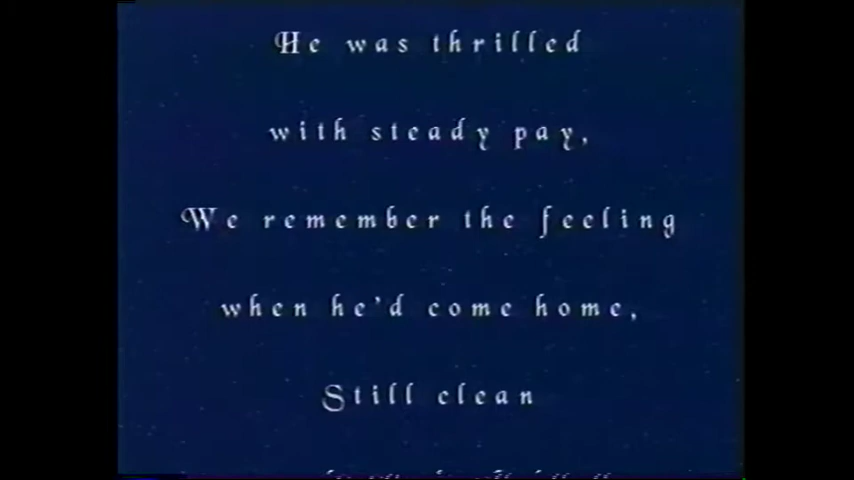 He was thrilled
with steady pay,
We remember the feeling
when he'd come home,
Still clean